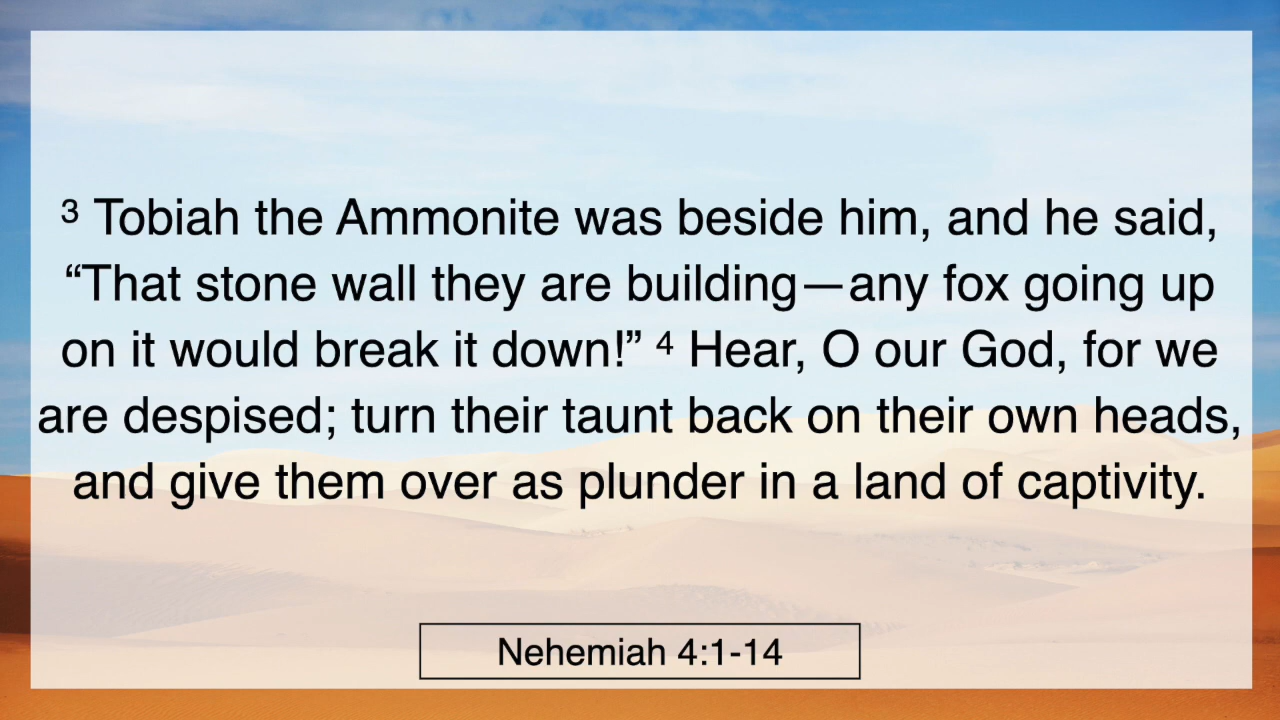 ³ Tobiah the Ammonite was beside him, and he said,
“That stone wall they are building—any fox going up
on it would break it down!” ⁴ Hear, O our God, for we
are despised; turn their taunt back on their own heads,
and give them over as plunder in a land of captivity.
Nehemiah 4:1-14